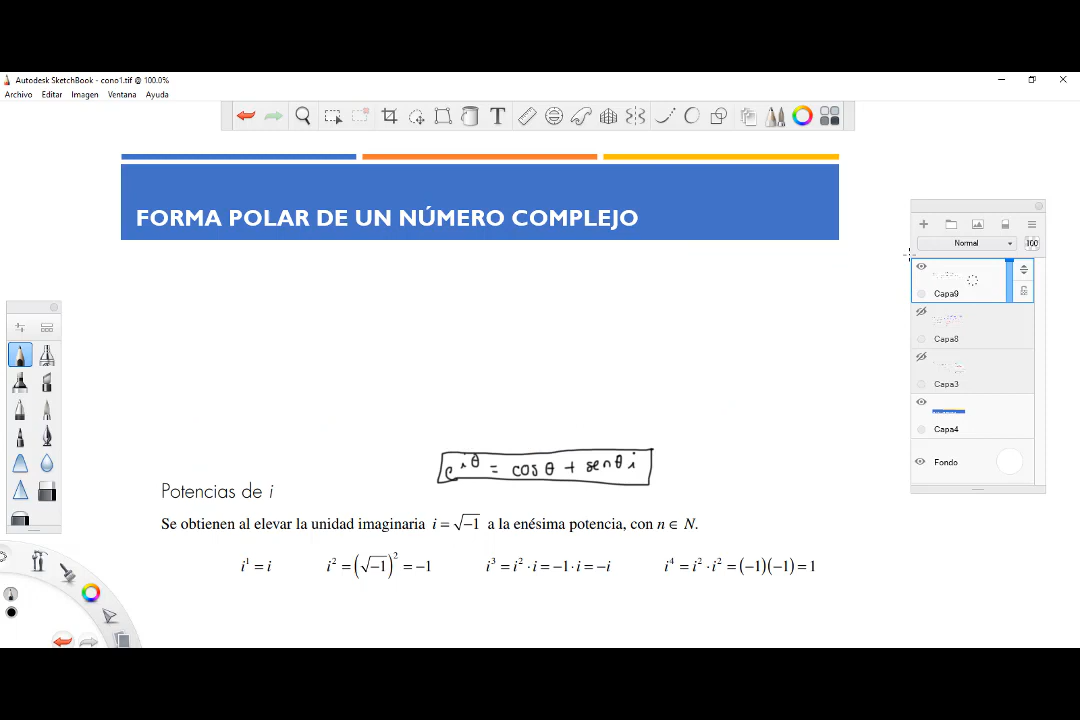 Autodesk SketchBook - cono1.tif @ 100.0%
Archivo Editar Imagen Ventana Ayuda
FORMA POLAR DE UN NÚMERO COMPLEJO
Normal 100
Capa9
Capa8
Capa3
Capa4
Fondo
e^{iθ} = cosθ + senθ i
Potencias de i
Se obtienen al elevar la unidad imaginaria i = √−1 a la enésima potencia, con n ∈ N.
i¹ = i i² = (√−1)² = −1 i³ = i² · i = −1 · i = −i i⁴ = i² · i² = (−1)(−1) = 1